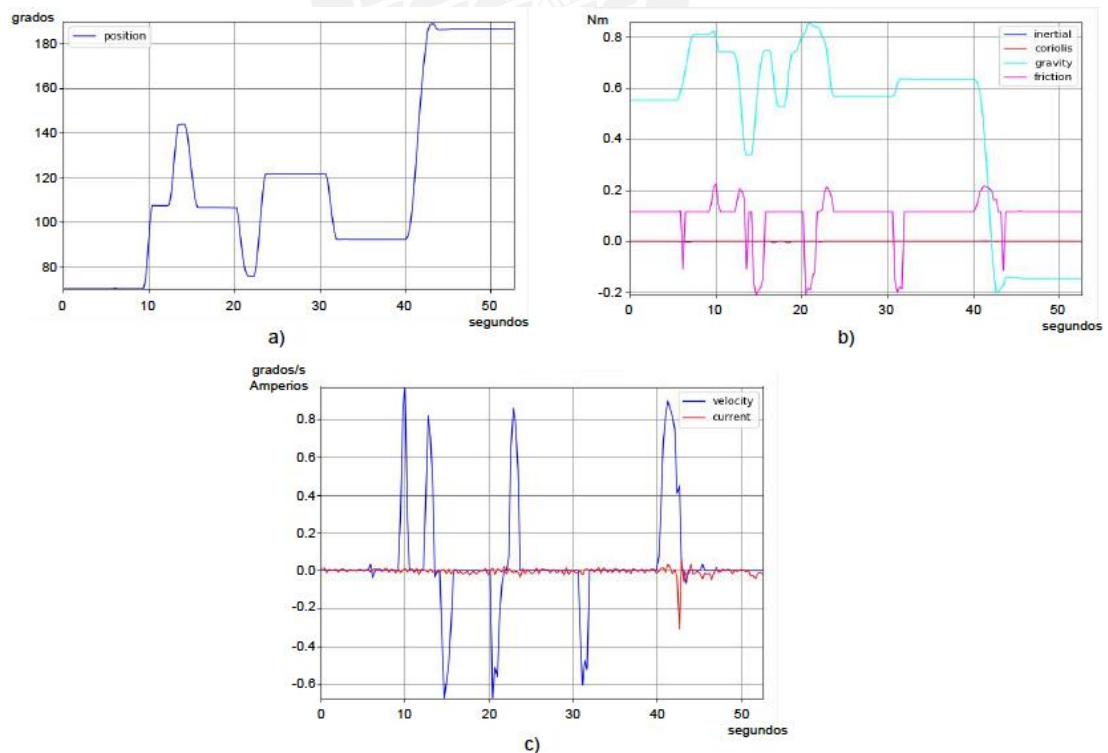 grados
position
180
160
140
120
100
80
0 10 20 30 40 50
segundos
a)
Nm
inertial
coriolis
gravity
friction
0.8
0.6
0.4
0.2
0.0
-0.2
0 10 20 30 40 50
segundos
b)
grados/s
Amperios
velocity
current
0.8
0.6
0.4
0.2
0.0
-0.2
-0.4
-0.6
0 10 20 30 40 50
segundos
c)